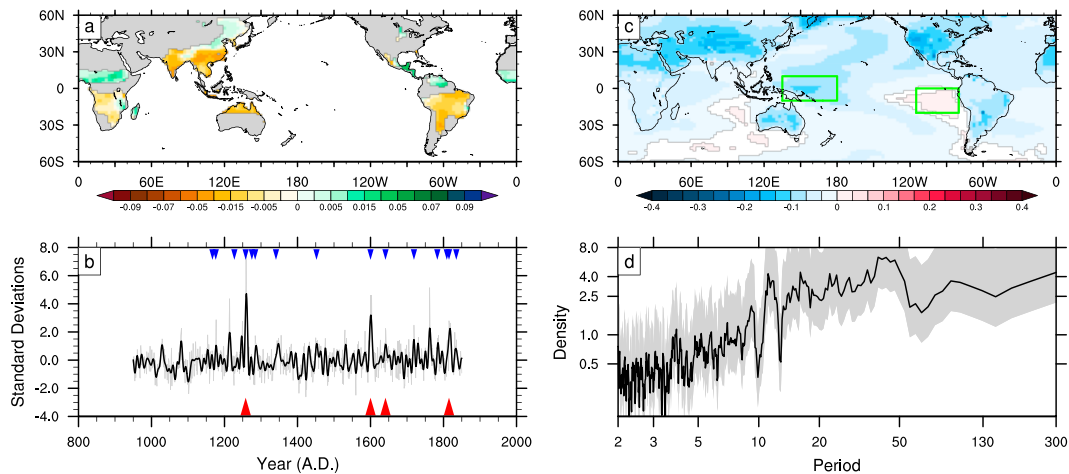 a
60N
30N
0
30S
60S
0 60E 120E 180 120W 60W 0
-0.09 -0.07 -0.05 -0.015 -0.005 0 0.005 0.015 0.05 0.07 0.09
c
60N
30N
0
30S
60S
0 60E 120E 180 120W 60W 0
-0.4 -0.3 -0.2 -0.1 0 0.1 0.2 0.3 0.4
b
Standard Deviations
8.0
6.0
4.0
2.0
0.0
-2.0
-4.0
800 1000 1200 1400 1600 1800 2000
Year (A.D.)
d
Density
8.0
4.0
2.5
1.0
0.5
2 3 5 10 20 50 130 300
Period